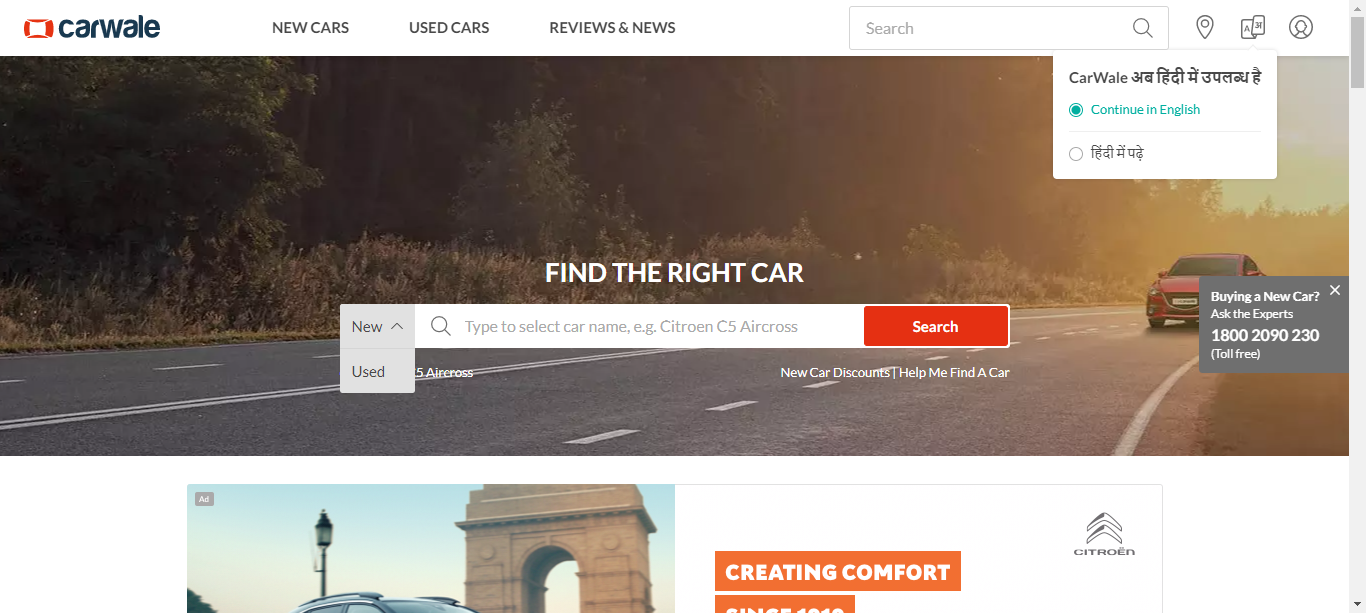 carwale
NEW CARS
USED CARS
REVIEWS & NEWS
Search
CarWale अब हिंदी में उपलब्ध है
Continue in English
हिंदी में पढ़े
FIND THE RIGHT CAR
New
Type to select car name, e.g. Citroen C5 Aircross
Search
Used
5 Aircross
New Car Discounts | Help Me Find A Car
Buying a New Car?
Ask the Experts
1800 2090 230
(Toll free)
Ad
CITROËN
CREATING COMFORT
SINCE 1919